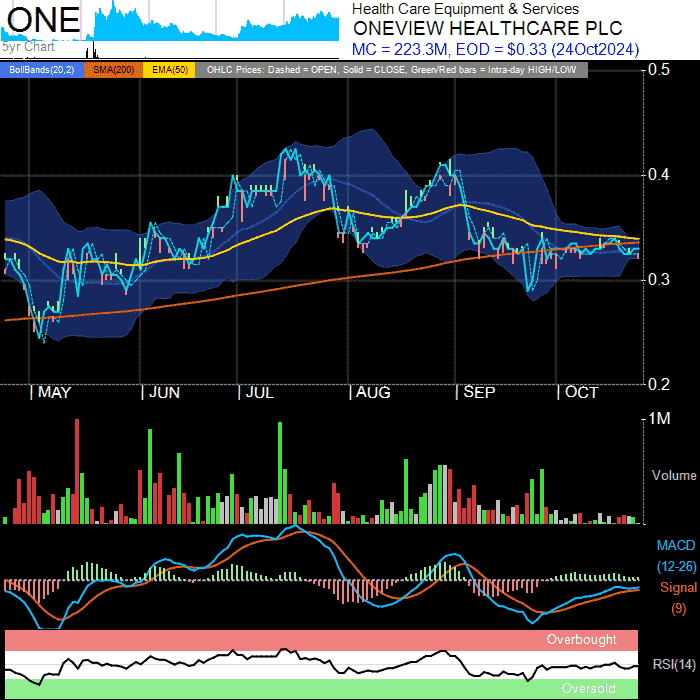 ONE
5yr Chart
Health Care Equipment & Services
ONEVIEW HEALTHCARE PLC
MC = 223.3M, EOD = $0.33 (24Oct2024)
BollBands(20,2) SMA(200) EMA(50) OHLC Prices: Dashed = OPEN, Solid = CLOSE, Green/Red bars = Intra-day HIGH/LOW
0.5
0.4
0.3
0.2
MAY JUN JUL AUG SEP OCT
1M
Volume
MACD
(12-26)
Signal
(9)
Overbought
RSI(14)
Oversold